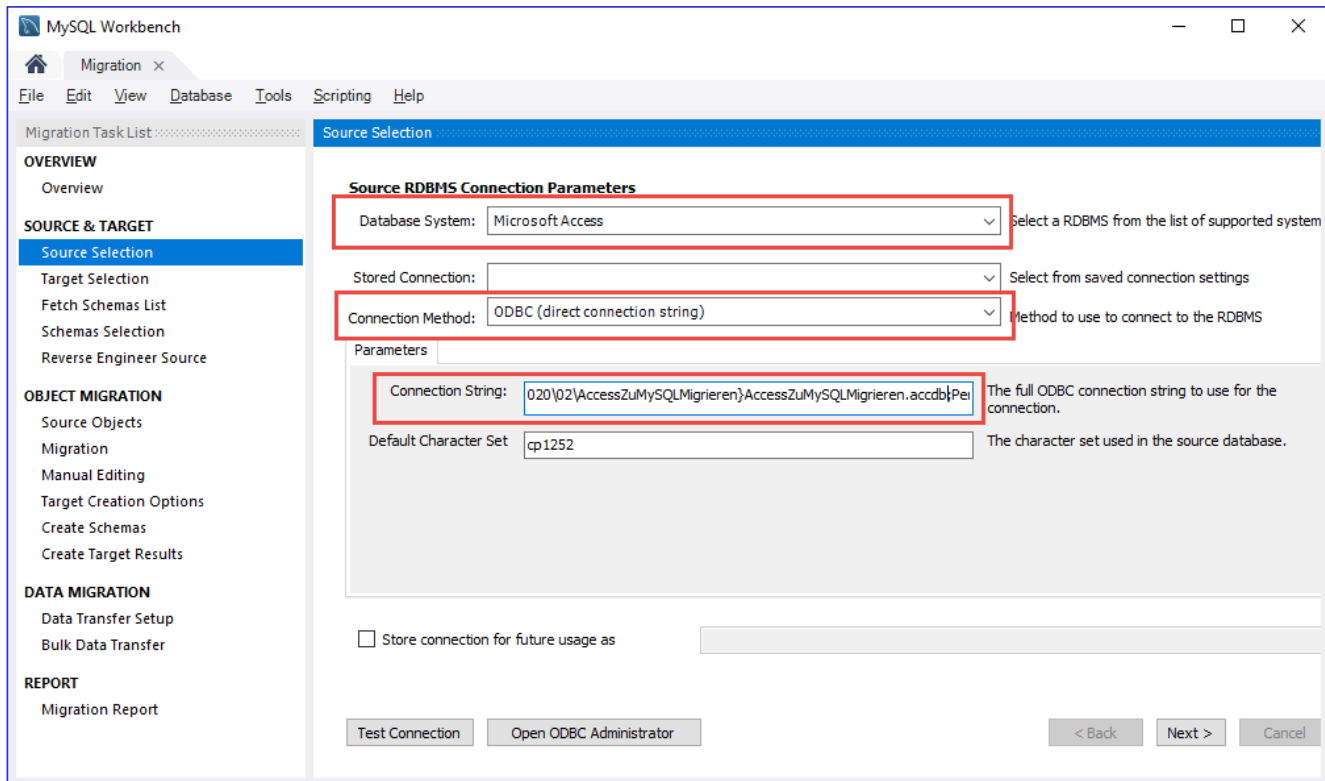 MySQL Workbench
Migration
File Edit View Database Tools Scripting Help
Migration Task List
OVERVIEW
Overview
SOURCE & TARGET
Source Selection
Target Selection
Fetch Schemas List
Schemas Selection
Reverse Engineer Source
OBJECT MIGRATION
Source Objects
Migration
Manual Editing
Target Creation Options
Create Schemas
Create Target Results
DATA MIGRATION
Data Transfer Setup
Bulk Data Transfer
REPORT
Migration Report
Source Selection
Source RDBMS Connection Parameters
Database System: Microsoft Access Select a RDBMS from the list of supported system
Stored Connection: Select from saved connection settings
Connection Method: ODBC (direct connection string) Method to use to connect to the RDBMS
Parameters
Connection String: 020\02\AccessZuMySQLMigrieren}AccessZuMySQLMigrieren.accdb;Per The full ODBC connection string to use for the
connection.
Default Character Set cp1252 The character set used in the source database.
Store connection for future usage as
Test Connection Open ODBC Administrator < Back Next > Cancel